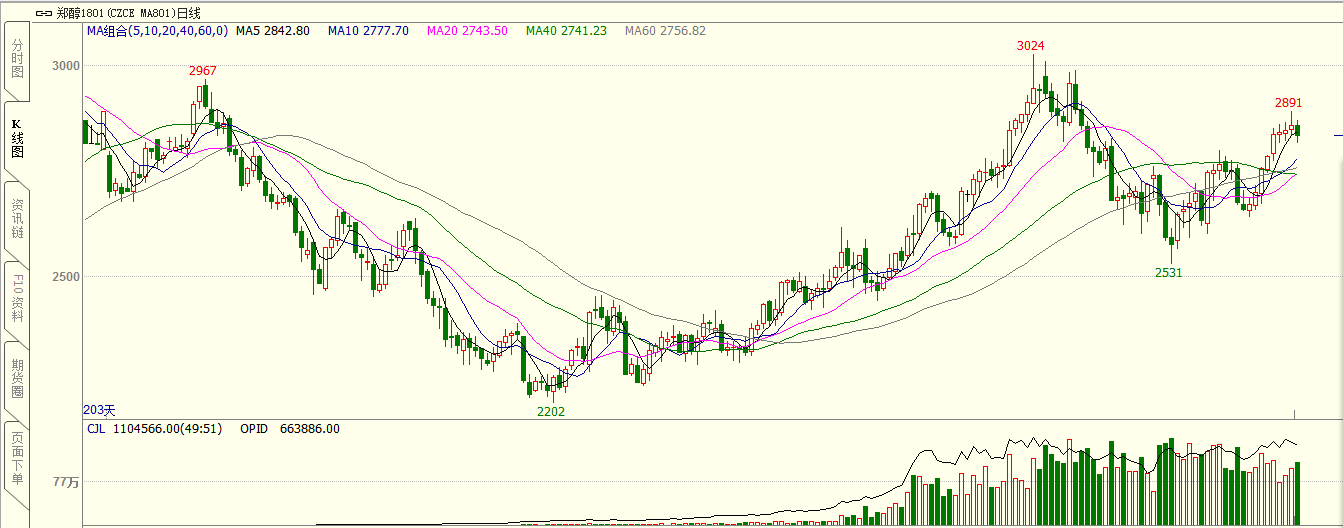 郑醇1801(CZCE MA801)日线
MA组合(5,10,20,40,60,0) MA5 2842.80 MA10 2777.70 MA20 2743.50 MA40 2741.23 MA60 2756.82
分时图
K线图
资讯链
F10资料
期货圈
页面下单
3000
2500
2967
3024
2891
2531
2202
203天
CJL 1104566.00(49:51) OPID 663886.00
77万